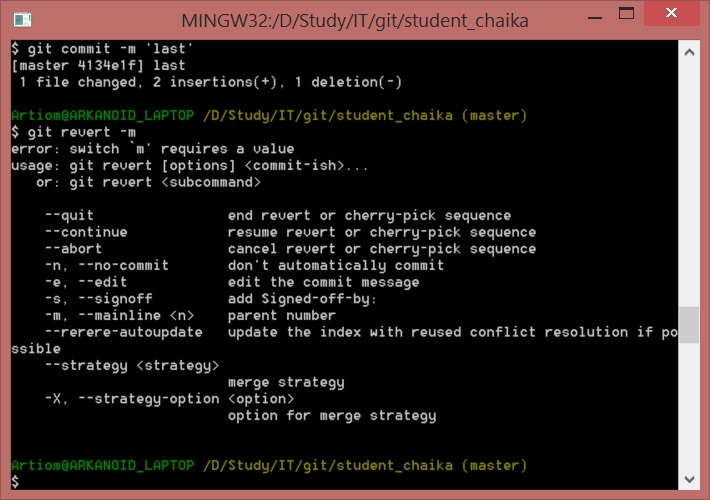 MINGW32:/D/Study/IT/git/student_chaika
$ git commit -m 'last'
[master 4134e1f] last
 1 file changed, 2 insertions(+), 1 deletion(-)
Artiom@ARKANOID_LAPTOP /D/Study/IT/git/student_chaika (master)
$ git revert -m
error: switch `m' requires a value
usage: git revert [options] <commit-ish>...
   or: git revert <subcommand>
    --quit                end revert or cherry-pick sequence
    --continue            resume revert or cherry-pick sequence
    --abort               cancel revert or cherry-pick sequence
    -n, --no-commit       don't automatically commit
    -e, --edit            edit the commit message
    -s, --signoff         add Signed-off-by:
    -m, --mainline <n>    parent number
    --rerere-autoupdate   update the index with reused conflict resolution if po
ssible
    --strategy <strategy>
                          merge strategy
    -X, --strategy-option <option>
                          option for merge strategy
Artiom@ARKANOID_LAPTOP /D/Study/IT/git/student_chaika (master)
$